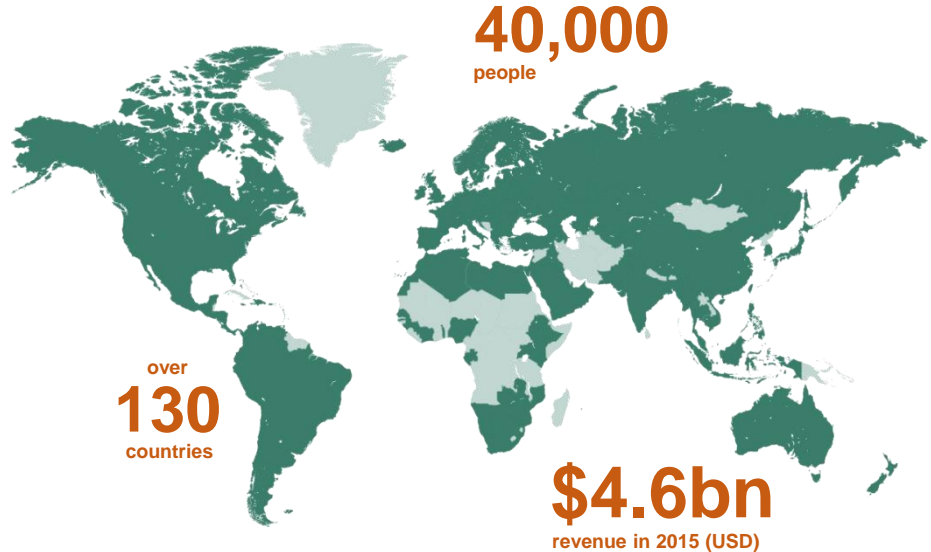 40,000
people
over
130
countries
$4.6bn
revenue in 2015 (USD)